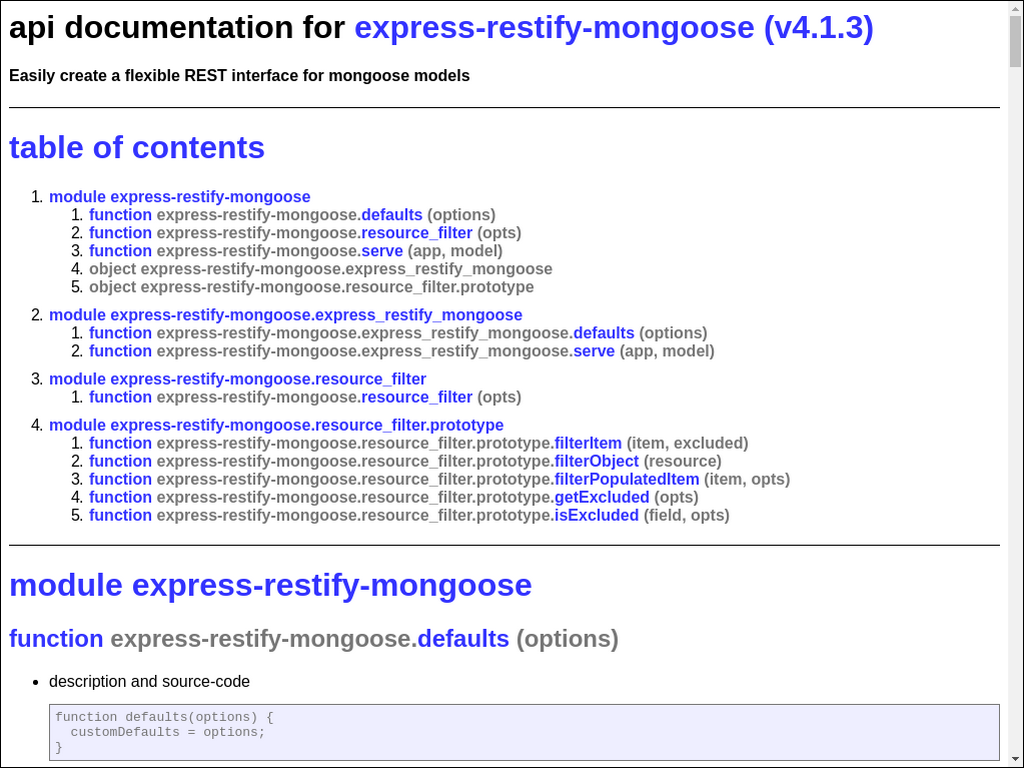 api documentation for express-restify-mongoose (v4.1.3)
Easily create a flexible REST interface for mongoose models
table of contents
1. module express-restify-mongoose
1. function express-restify-mongoose.defaults (options)
2. function express-restify-mongoose.resource_filter (opts)
3. function express-restify-mongoose.serve (app, model)
4. object express-restify-mongoose.express_restify_mongoose
5. object express-restify-mongoose.resource_filter.prototype
2. module express-restify-mongoose.express_restify_mongoose
1. function express-restify-mongoose.express_restify_mongoose.defaults (options)
2. function express-restify-mongoose.express_restify_mongoose.serve (app, model)
3. module express-restify-mongoose.resource_filter
1. function express-restify-mongoose.resource_filter (opts)
4. module express-restify-mongoose.resource_filter.prototype
1. function express-restify-mongoose.resource_filter.prototype.filterItem (item, excluded)
2. function express-restify-mongoose.resource_filter.prototype.filterObject (resource)
3. function express-restify-mongoose.resource_filter.prototype.filterPopulatedItem (item, opts)
4. function express-restify-mongoose.resource_filter.prototype.getExcluded (opts)
5. function express-restify-mongoose.resource_filter.prototype.isExcluded (field, opts)
module express-restify-mongoose
function express-restify-mongoose.defaults (options)
• description and source-code
function defaults(options) {
  customDefaults = options;
}